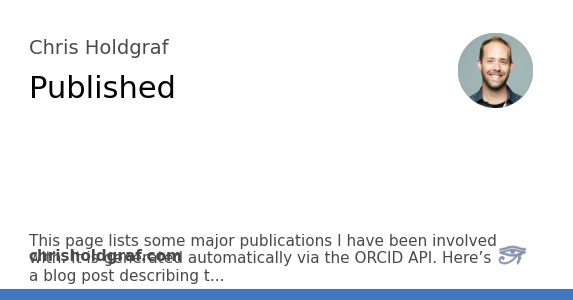 Chris Holdgraf
Published
This page lists some major publications I have been involved
with. It is generated automatically via the ORCID API. Here’s
chrisholdgraf.com
a blog post describing t…